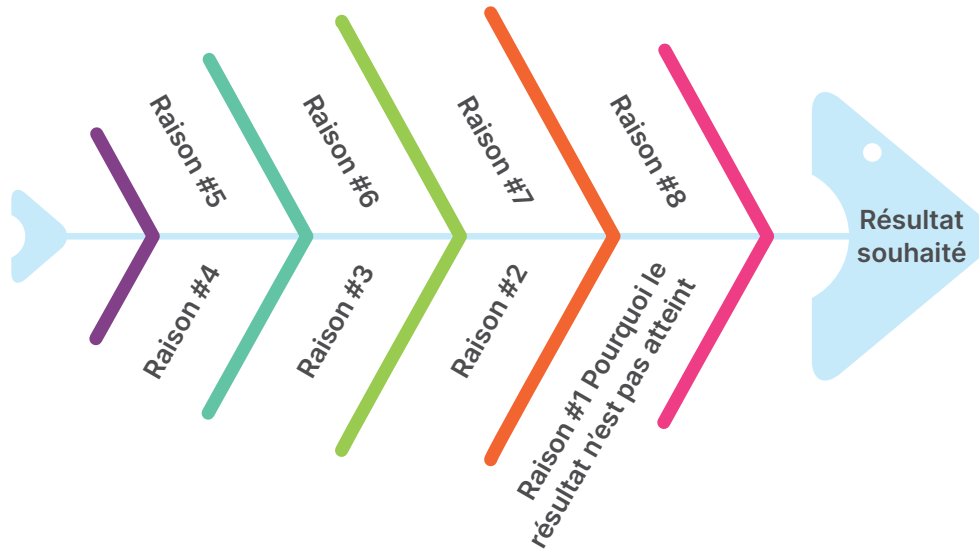 Raison #5
Raison #6
Raison #7
Raison #8
Résultat
souhaité
Raison #4
Raison #3
Raison #2
Raison #1 Pourquoi le
résultat n'est pas atteint